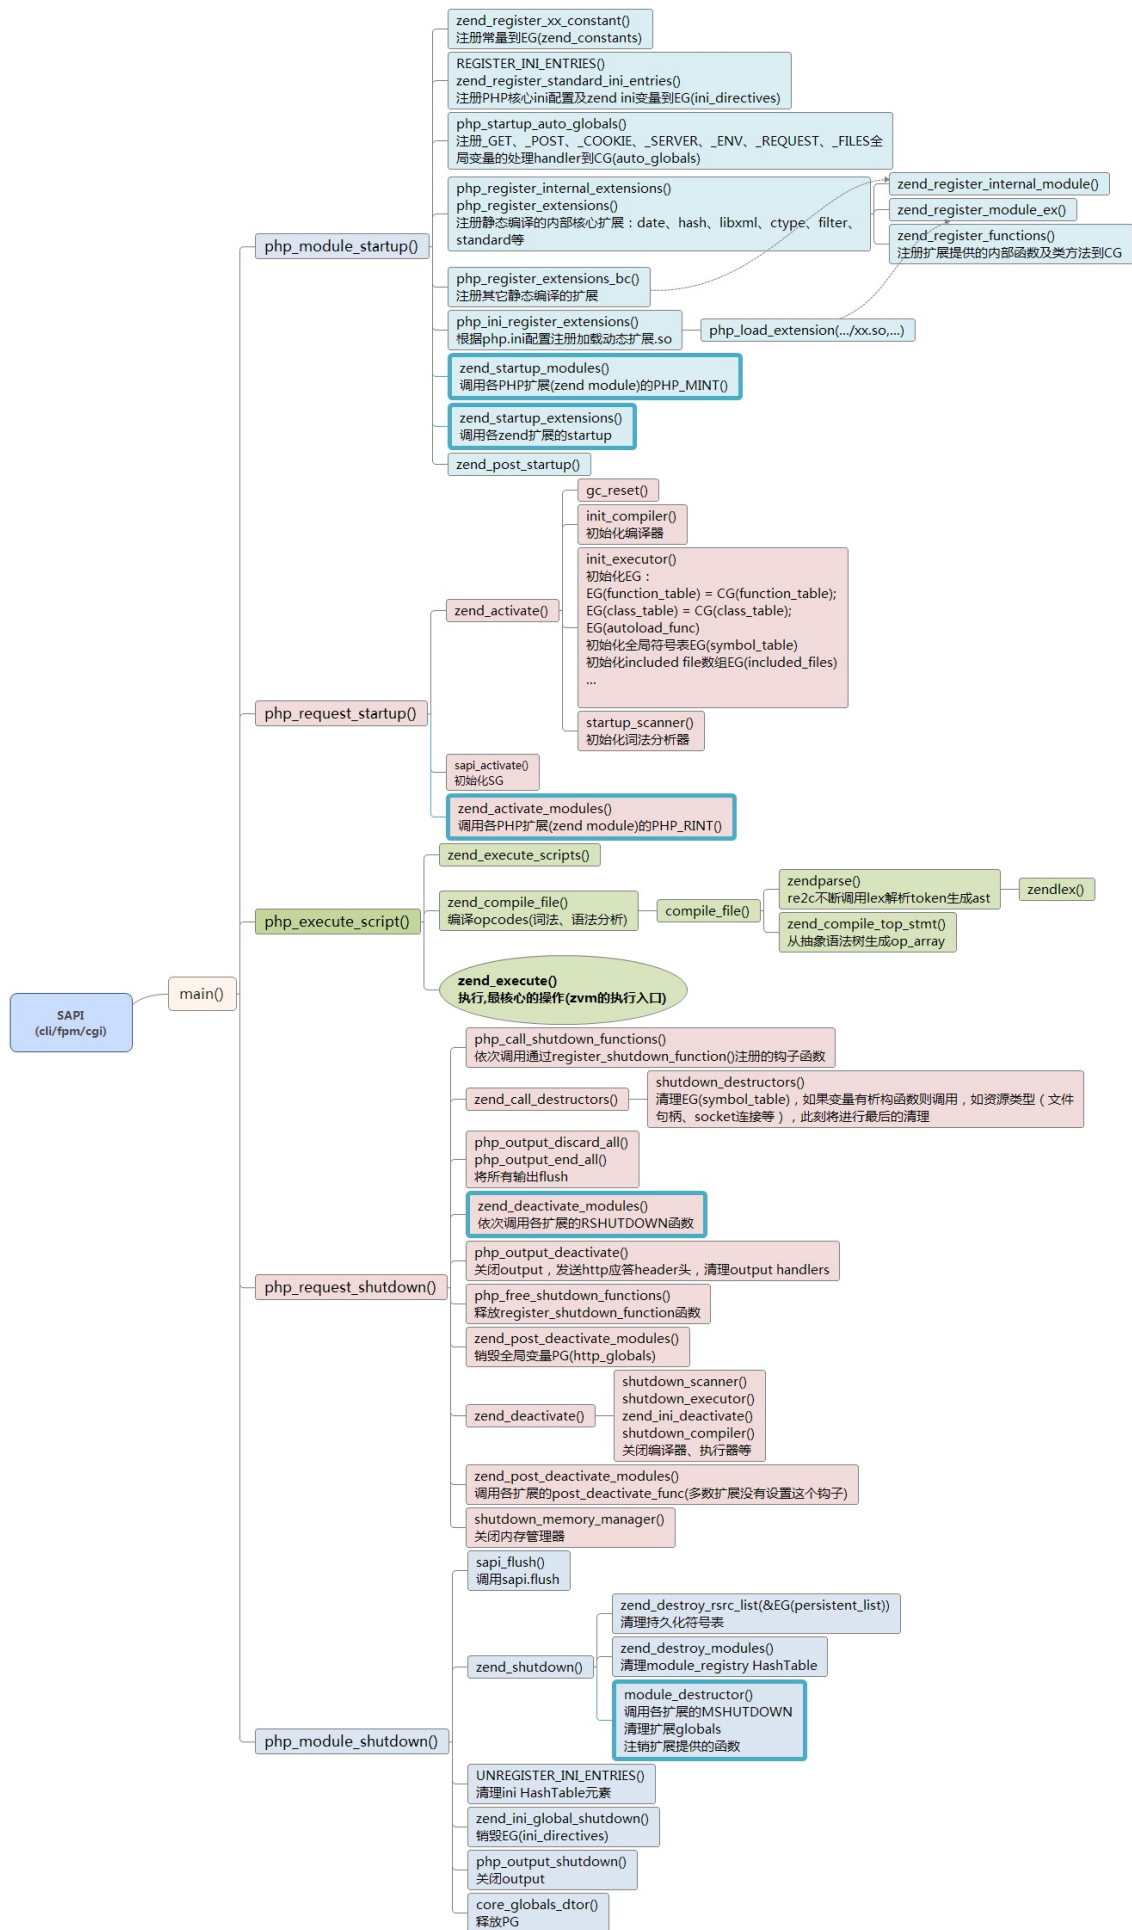 zend_register_xx_constant()
注册常量到EG(zend_constants)
REGISTER_INI_ENTRIES()
zend_register_standard_ini_entries()
注册PHP核心ini配置及zend ini变量到EG(ini_directives)
php_startup_auto_globals()
注册_GET、_POST、_COOKIE、_SERVER、_ENV、_REQUEST、_FILES全
局变量的处理handler到CG(auto_globals)
php_register_internal_extensions()
php_register_extensions()
注册静态编译的内部核心扩展：date、hash、libxml、ctype、filter、
standard等
zend_register_internal_module()
zend_register_module_ex()
zend_register_functions()
注册扩展提供的内部函数及类方法到CG
php_module_startup()
php_register_extensions_bc()
注册其它静态编译的扩展
php_ini_register_extensions()
根据php.ini配置注册加载动态扩展.so
php_load_extension(.../xx.so,...)
zend_startup_modules()
调用各PHP扩展(zend module)的PHP_MINT()
zend_startup_extensions()
调用各zend扩展的startup
zend_post_startup()
gc_reset()
init_compiler()
初始化编译器
init_executor()
初始化EG：
EG(function_table) = CG(function_table);
EG(class_table) = CG(class_table);
EG(autoload_func)
初始化全局符号表EG(symbol_table)
初始化included file数组EG(included_files)
...
zend_activate()
startup_scanner()
初始化词法分析器
php_request_startup()
sapi_activate()
初始化SG
zend_activate_modules()
调用各PHP扩展(zend module)的PHP_RINT()
zend_execute_scripts()
php_execute_script()
zend_compile_file()
编译opcodes(词法、语法分析)
compile_file()
zendparse()
re2c不断调用lex解析token生成ast
zendlex()
zend_compile_top_stmt()
从抽象语法树生成op_array
zend_execute()
执行,最核心的操作(zvm的执行入口)
main()
SAPI
(cli/fpm/cgi)
php_call_shutdown_functions()
依次调用通过register_shutdown_function()注册的钩子函数
zend_call_destructors()
shutdown_destructors()
清理EG(symbol_table)，如果变量有析构函数则调用，如资源类型（文件
句柄、socket连接等），此刻将进行最后的清理
php_output_discard_all()
php_output_end_all()
将所有输出flush
zend_deactivate_modules()
依次调用各扩展的RSHUTDOWN函数
php_output_deactivate()
关闭output，发送http应答header头，清理output handlers
php_request_shutdown()
php_free_shutdown_functions()
释放register_shutdown_function函数
zend_post_deactivate_modules()
销毁全局变量PG(http_globals)
zend_deactivate()
shutdown_scanner()
shutdown_executor()
zend_ini_deactivate()
shutdown_compiler()
关闭编译器、执行器等
zend_post_deactivate_modules()
调用各扩展的post_deactivate_func(多数扩展没有设置这个钩子)
shutdown_memory_manager()
关闭内存管理器
sapi_flush()
调用sapi.flush
zend_shutdown()
zend_destroy_rsrc_list(&EG(persistent_list))
清理持久化符号表
zend_destroy_modules()
清理module_registry HashTable
module_destructor()
调用各扩展的MSHUTDOWN
清理扩展globals
注销扩展提供的函数
php_module_shutdown()
UNREGISTER_INI_ENTRIES()
清理ini HashTable元素
zend_ini_global_shutdown()
销毁EG(ini_directives)
php_output_shutdown()
关闭output
core_globals_dtor()
释放PG